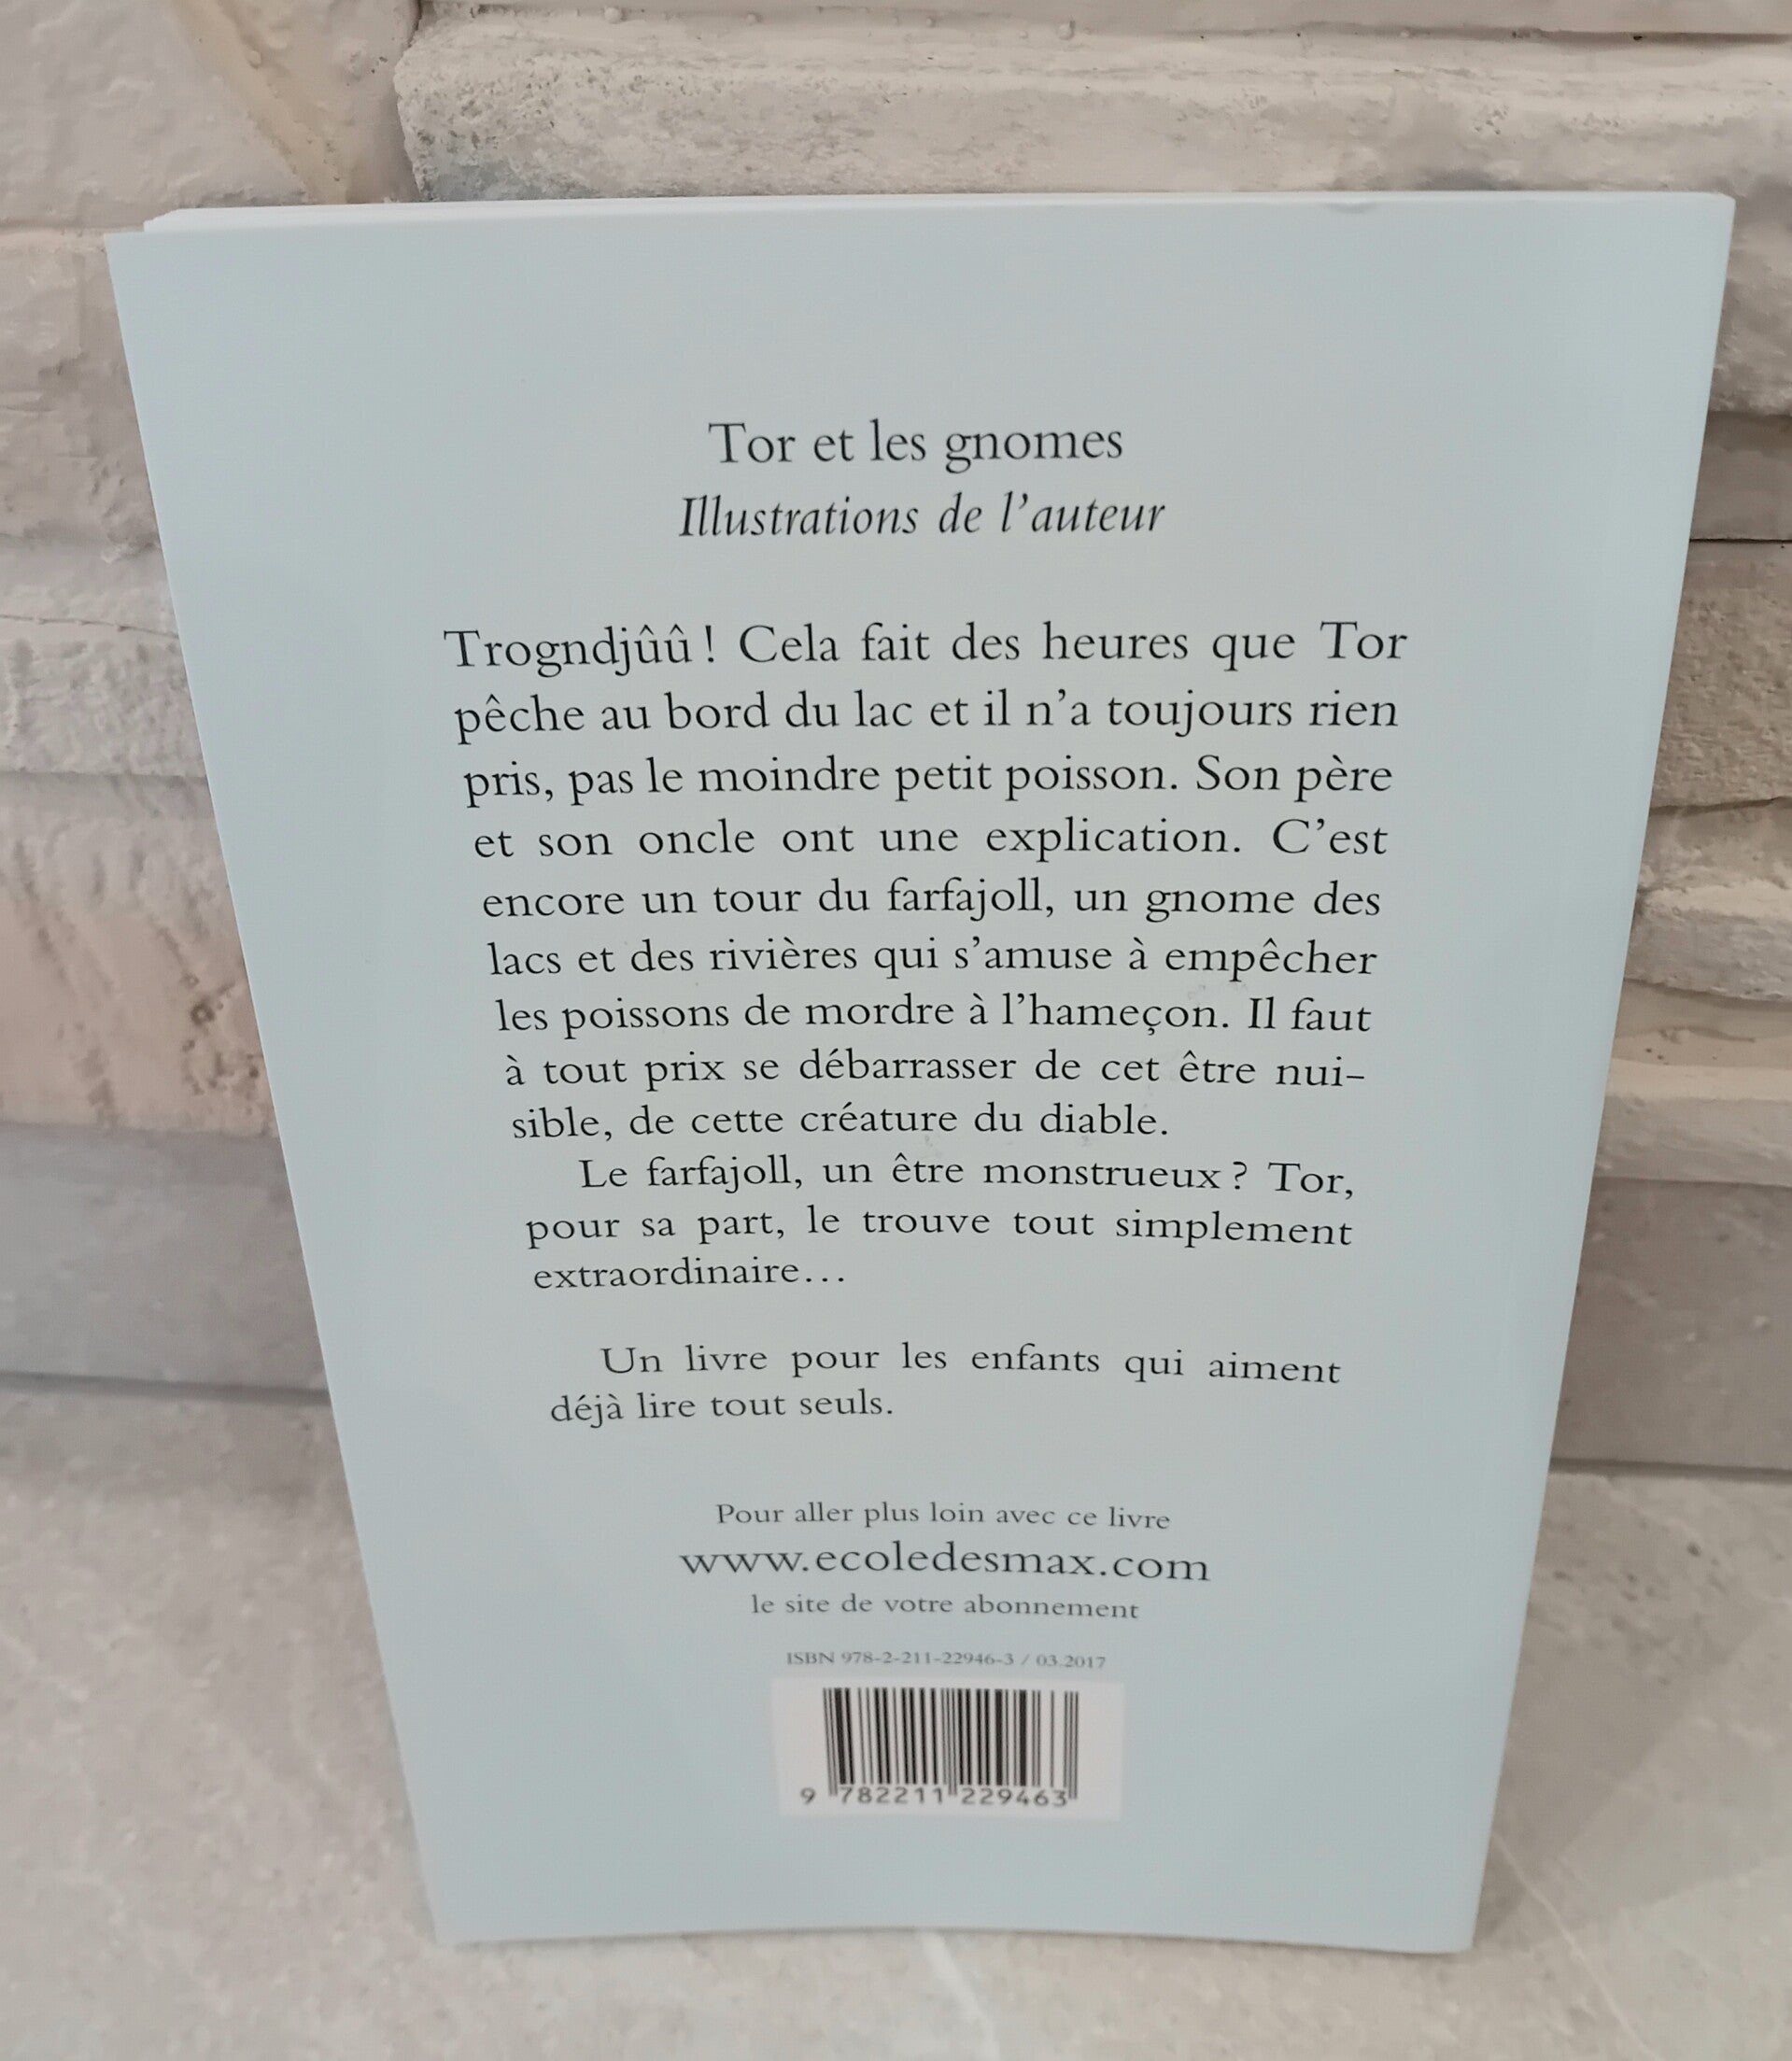 Tor et les gnomes
Illustrations de l'auteur
Trogndjûû ! Cela fait des heures que Tor
pêche au bord du lac et il n'a toujours rien
pris, pas le moindre petit poisson. Son père
et son oncle ont une explication. C'est
encore un tour du farfajoll, un gnome des
lacs et des rivières qui s'amuse à empêcher
les poissons de mordre à l'hameçon. Il faut
à tout prix se débarrasser de cet être nui-
sible, de cette créature du diable.
Le farfajoll, un être monstrueux ? Tor,
pour sa part, le trouve tout simplement
extraordinaire...
Un livre pour les enfants qui aiment
déjà lire tout seuls.
Pour aller plus loin avec ce livre
www.ecoledesmax.com
le site de votre abonnement
ISBN 978-2-211-22946-3 / 03.2017
9 782211 229463